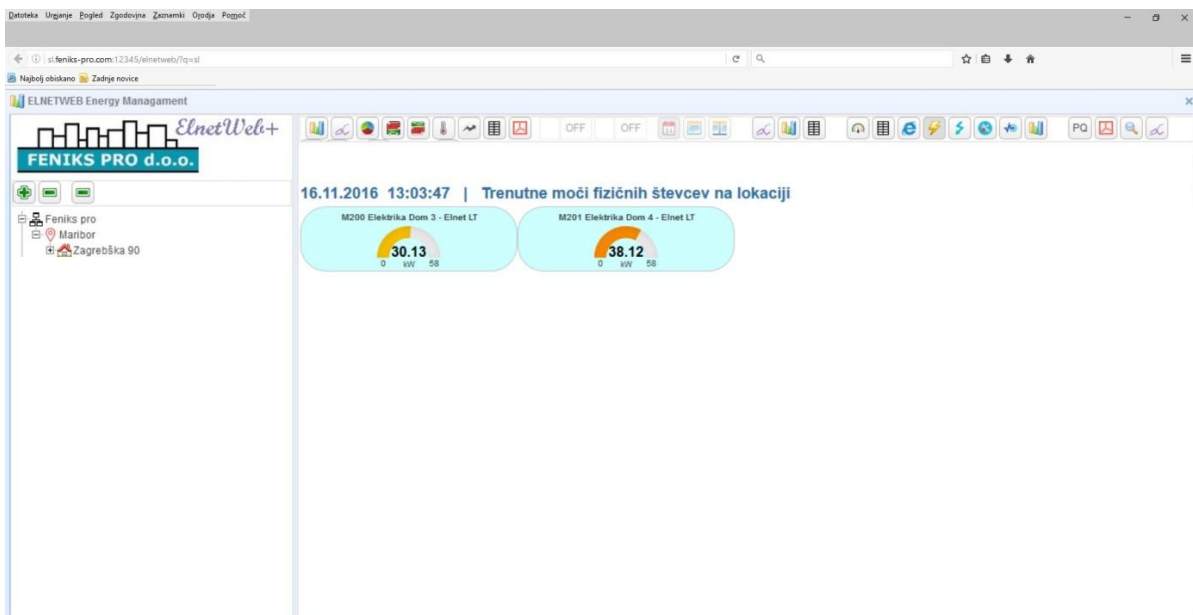 Datoteka Urejanje Pogled Zgodovina Zaznamki Orodja Pomoč
sl.feniks-pro.com:12345/elnetweb/?q=sl
Najbolj obiskano Zadnje novice
ELNETWEB Energy Managament
ElnetWeb+
FENIKS PRO d.o.o.
OFF OFF PQ
Feniks pro
Maribor
Zagrebška 90
16.11.2016 13:03:47 | Trenutne moči fizičnih števcev na lokaciji
M200 Elektrika Dom 3 - Elnet LT
30.13
0 kW 58
M201 Elektrika Dom 4 - Elnet LT
38.12
0 kW 58